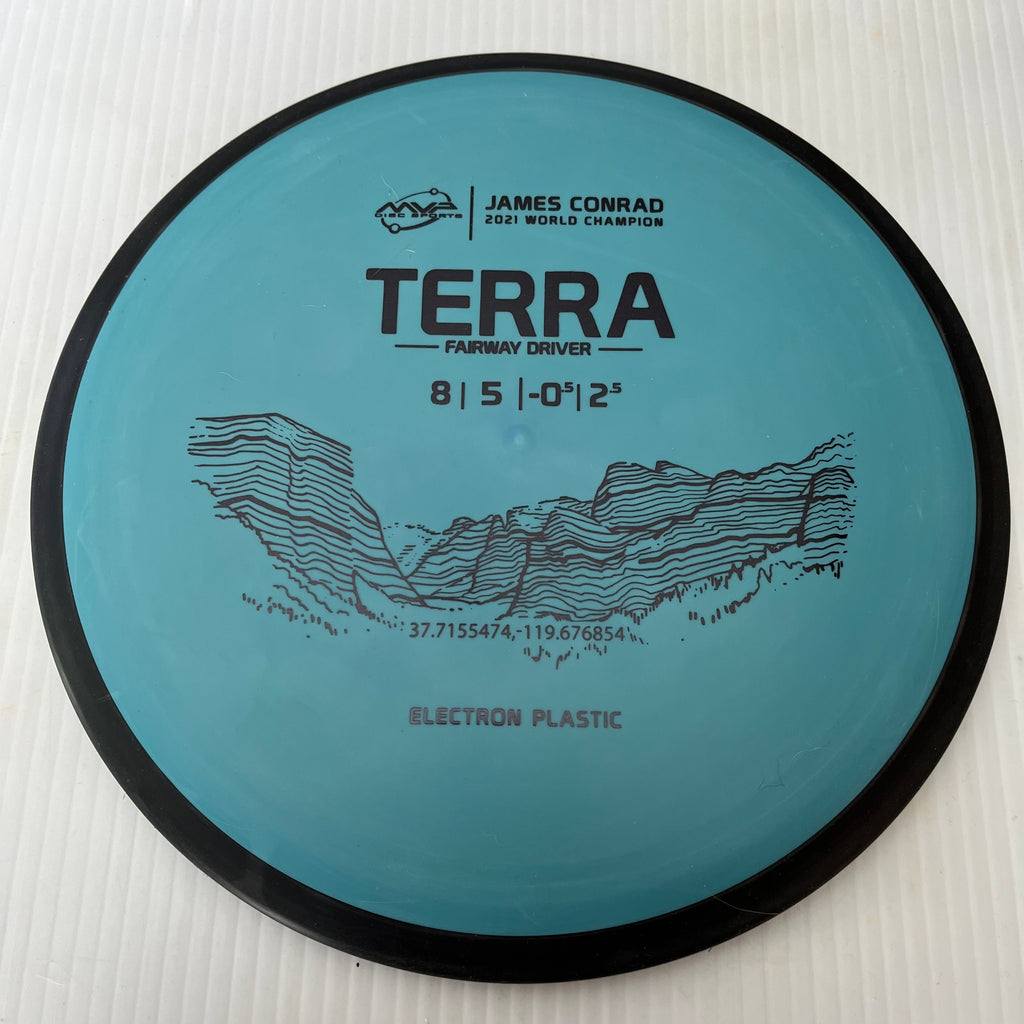 MVP
DISC SPORTS
JAMES CONRAD
2021 WORLD CHAMPION
TERRA
FAIRWAY DRIVER
8 | 5 | -0.5 | 2.5
37.7155474,-119.676854
ELECTRON PLASTIC